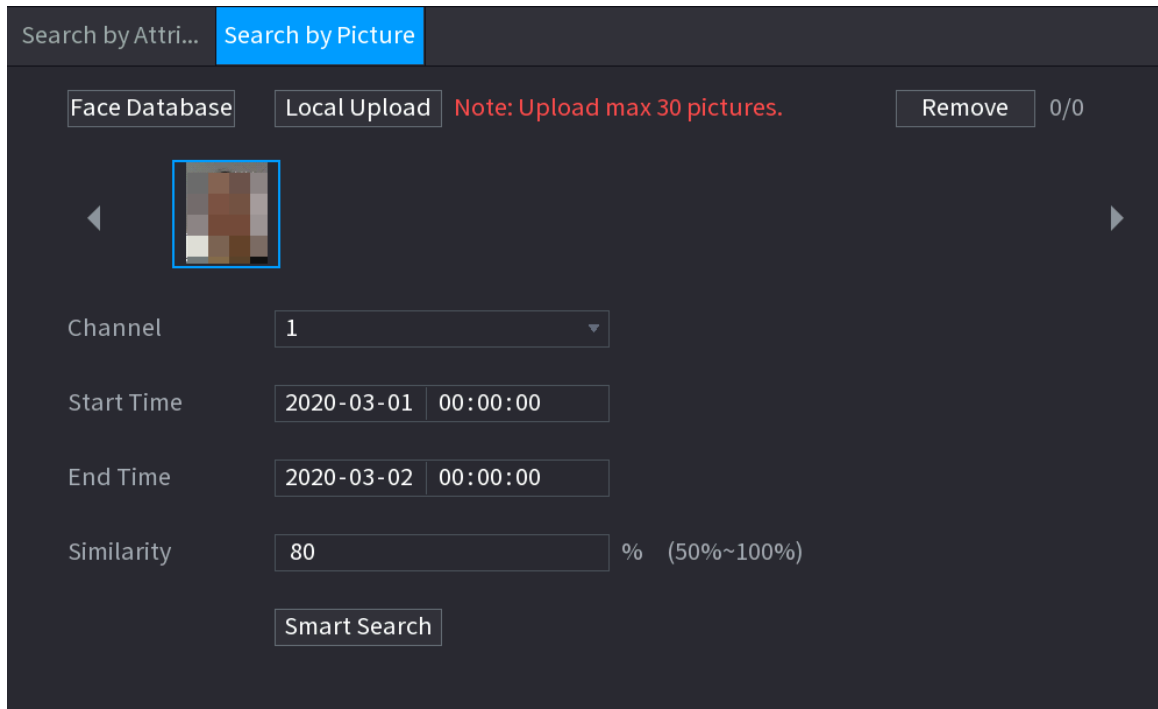 Search by Attri... Search by Picture
Face Database Local Upload Note: Upload max 30 pictures. Remove 0/0
Channel 1
Start Time 2020-03-01 00:00:00
End Time 2020-03-02 00:00:00
Similarity 80 % (50%~100%)
Smart Search